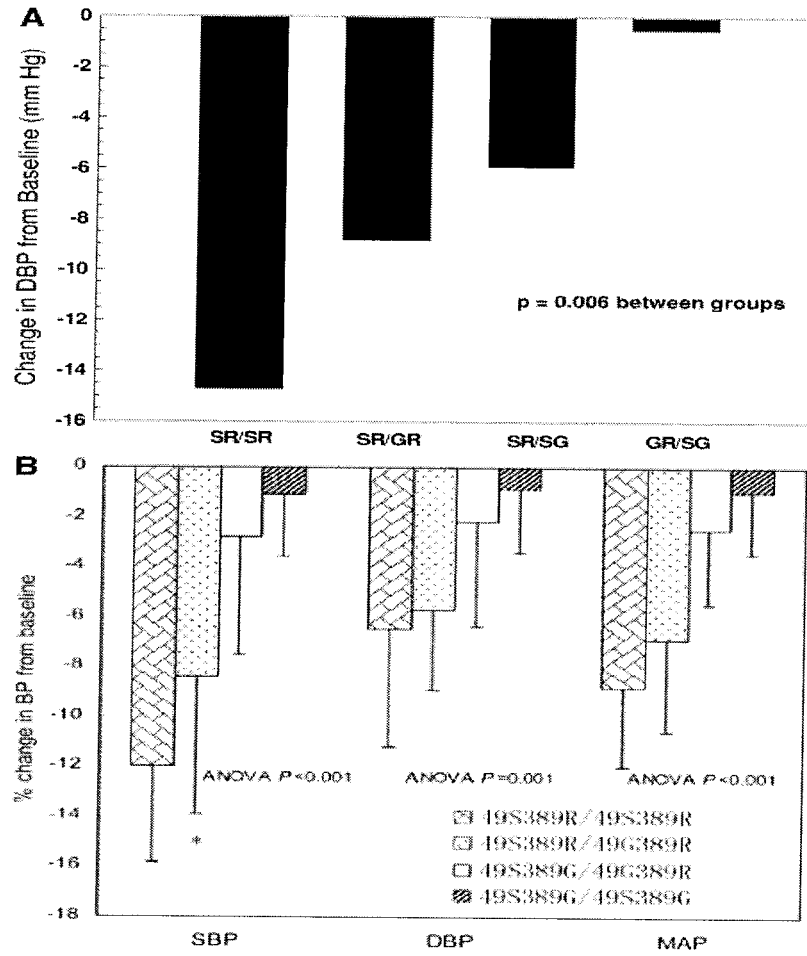 A
Change in DBP from Baseline (mm Hg)
0
-2
-4
-6
-8
-10
-12
-14
-16
p = 0.006 between groups
SR/SR SR/GR SR/SG GR/SG
B
% change in BP from baseline
0
-2
-4
-6
-8
-10
-12
-14
-16
-18
ANOVA P<0.001 ANOVA P=0.001 ANOVA P<0.001
*
49S389R/49S389R
49S389R/49G389R
49S389G/49G389R
49S389G/49S389G
SBP DBP MAP